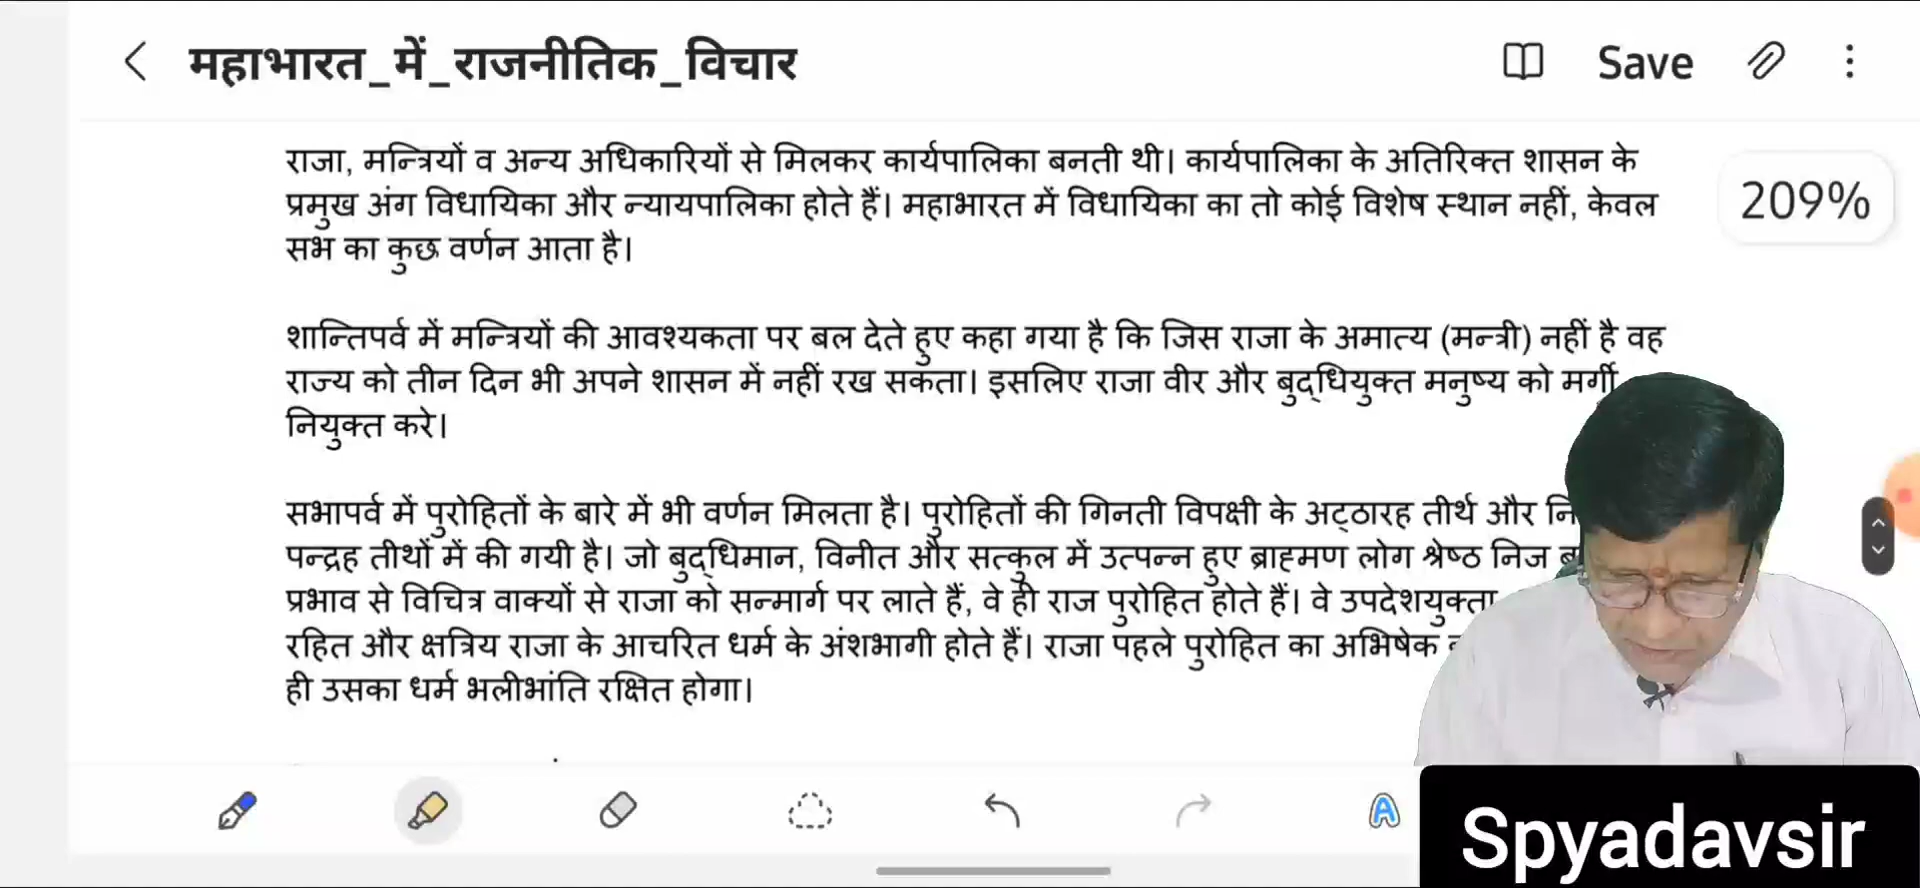 महाभारत_में_राजनीतिक_विचार
Save
209%
राजा, मन्त्रियों व अन्य अधिकारियों से मिलकर कार्यपालिका बनती थी। कार्यपालिका के अतिरिक्त शासन के
प्रमुख अंग विधायिका और न्यायपालिका होते हैं। महाभारत में विधायिका का तो कोई विशेष स्थान नहीं, केवल
सभ का कुछ वर्णन आता है।
शान्तिपर्व में मन्त्रियों की आवश्यकता पर बल देते हुए कहा गया है कि जिस राजा के अमात्य (मन्त्री) नहीं है वह
राज्य को तीन दिन भी अपने शासन में नहीं रख सकता। इसलिए राजा वीर और बुद्धियुक्त मनुष्य को मर्गी
नियुक्त करे।
सभापर्व में पुरोहितों के बारे में भी वर्णन मिलता है। पुरोहितों की गिनती विपक्षी के अट्ठारह तीर्थ और
पन्द्रह तीथों में की गयी है। जो बुद्धिमान, विनीत और सत्कुल में उत्पन्न हुए ब्राह्मण लोग श्रेष्ठ निज
प्रभाव से विचित्र वाक्यों से राजा को सन्मार्ग पर लाते हैं, वे ही राज पुरोहित होते हैं। वे उपदेशयुक्ता
रहित और क्षत्रिय राजा के आचरित धर्म के अंशभागी होते हैं। राजा पहले पुरोहित का अभिषेक
ही उसका धर्म भलीभांति रक्षित होगा।
A
Spyadavsir